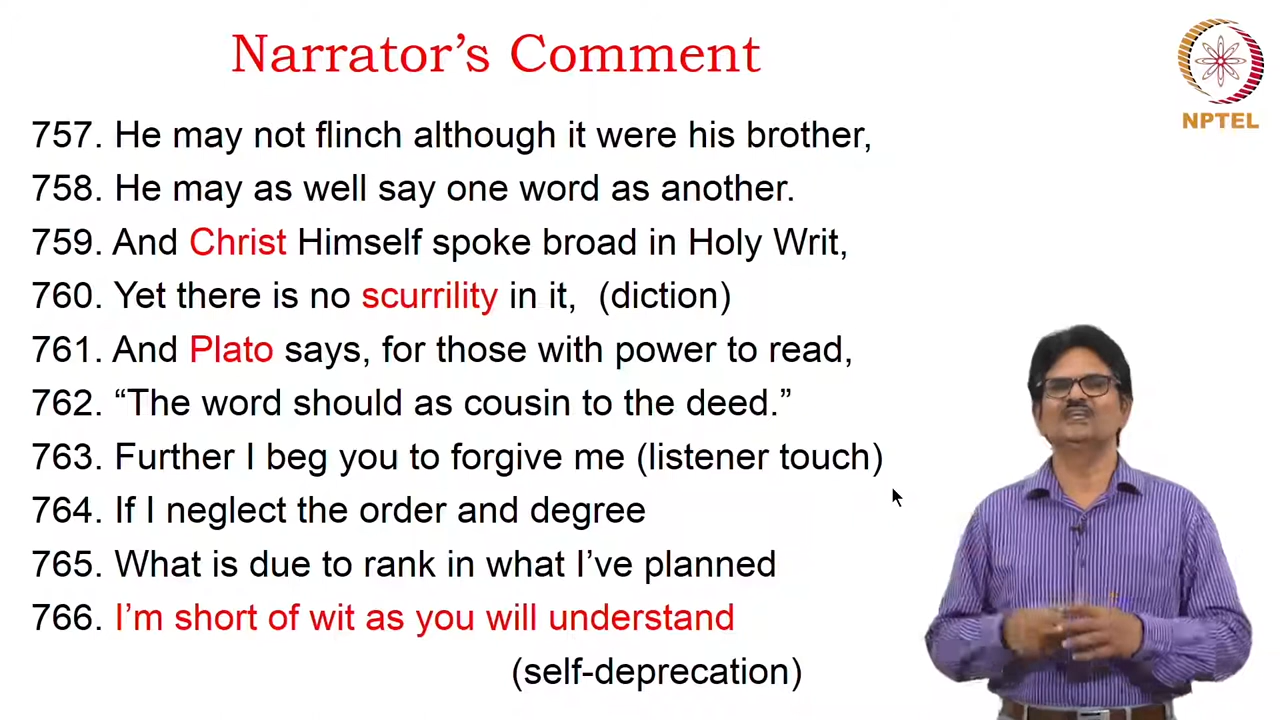 Narrator's Comment
NPTEL
757. He may not flinch although it were his brother,
758. He may as well say one word as another.
759. And Christ Himself spoke broad in Holy Writ,
760. Yet there is no scurrility in it, (diction)
761. And Plato says, for those with power to read,
762. “The word should as cousin to the deed.”
763. Further I beg you to forgive me (listener touch)
764. If I neglect the order and degree
765. What is due to rank in what I’ve planned
766. I’m short of wit as you will understand
(self-deprecation)